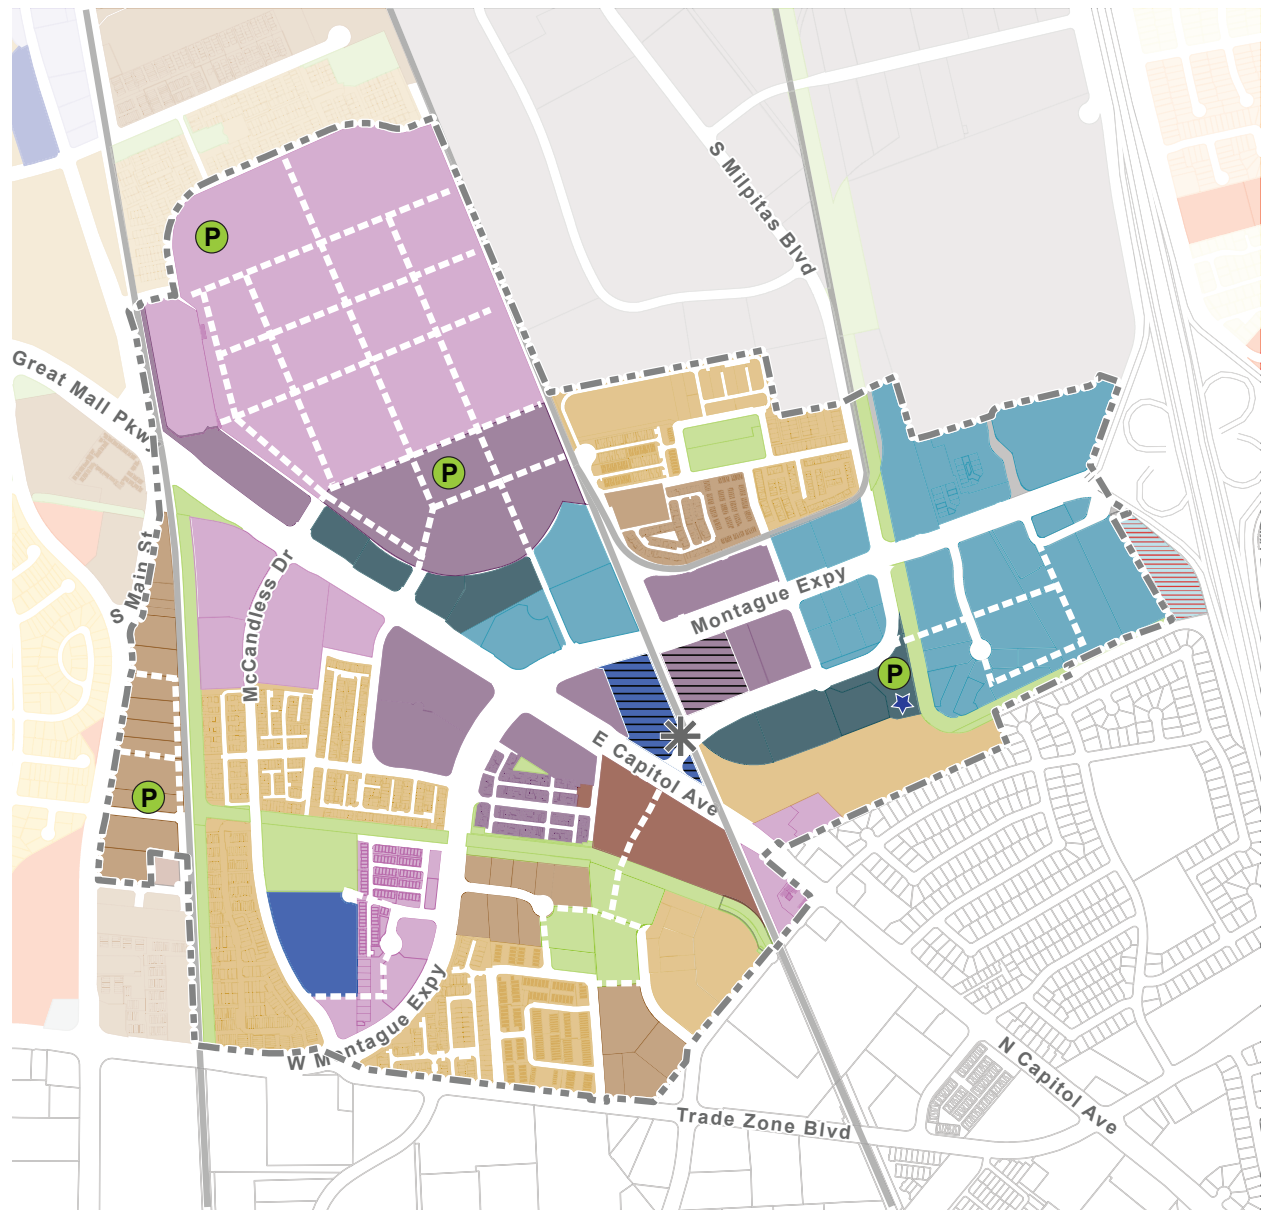 P
S Milpitas Blvd
Great Mall Pkwy
P
S Main St
McCandless Dr
Montague Expy
P
E Capitol Ave
P
W Montague Expy
N Capitol Ave
Trade Zone Blvd